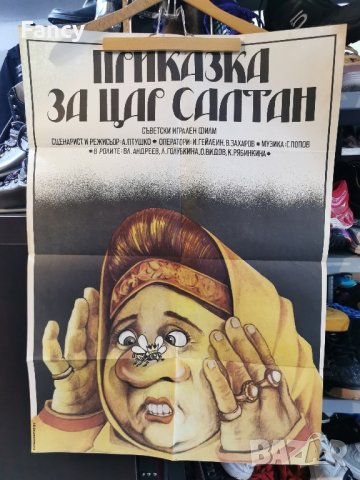 Fancy
ПРИКАЗКА
ЗА ЦАР САЛТАН
СЪВЕТСКИ ИГРАЛЕН ФИЛМ
СЦЕНАРИСТ И РЕЖИСЬОР: А.ПТУШКО • ОПЕРАТОРИ: И.ГЕЛЕЙН, В.ЗАХАРОВ • МУЗИКА: Г.ПОПОВ
• В РОЛИТЕ: ВЛ. АНДРЕЕВ, Л.ГОЛУБКИНА, О.ВИДОВ, К.РЯБИНКИНА •
BAZAR
bg